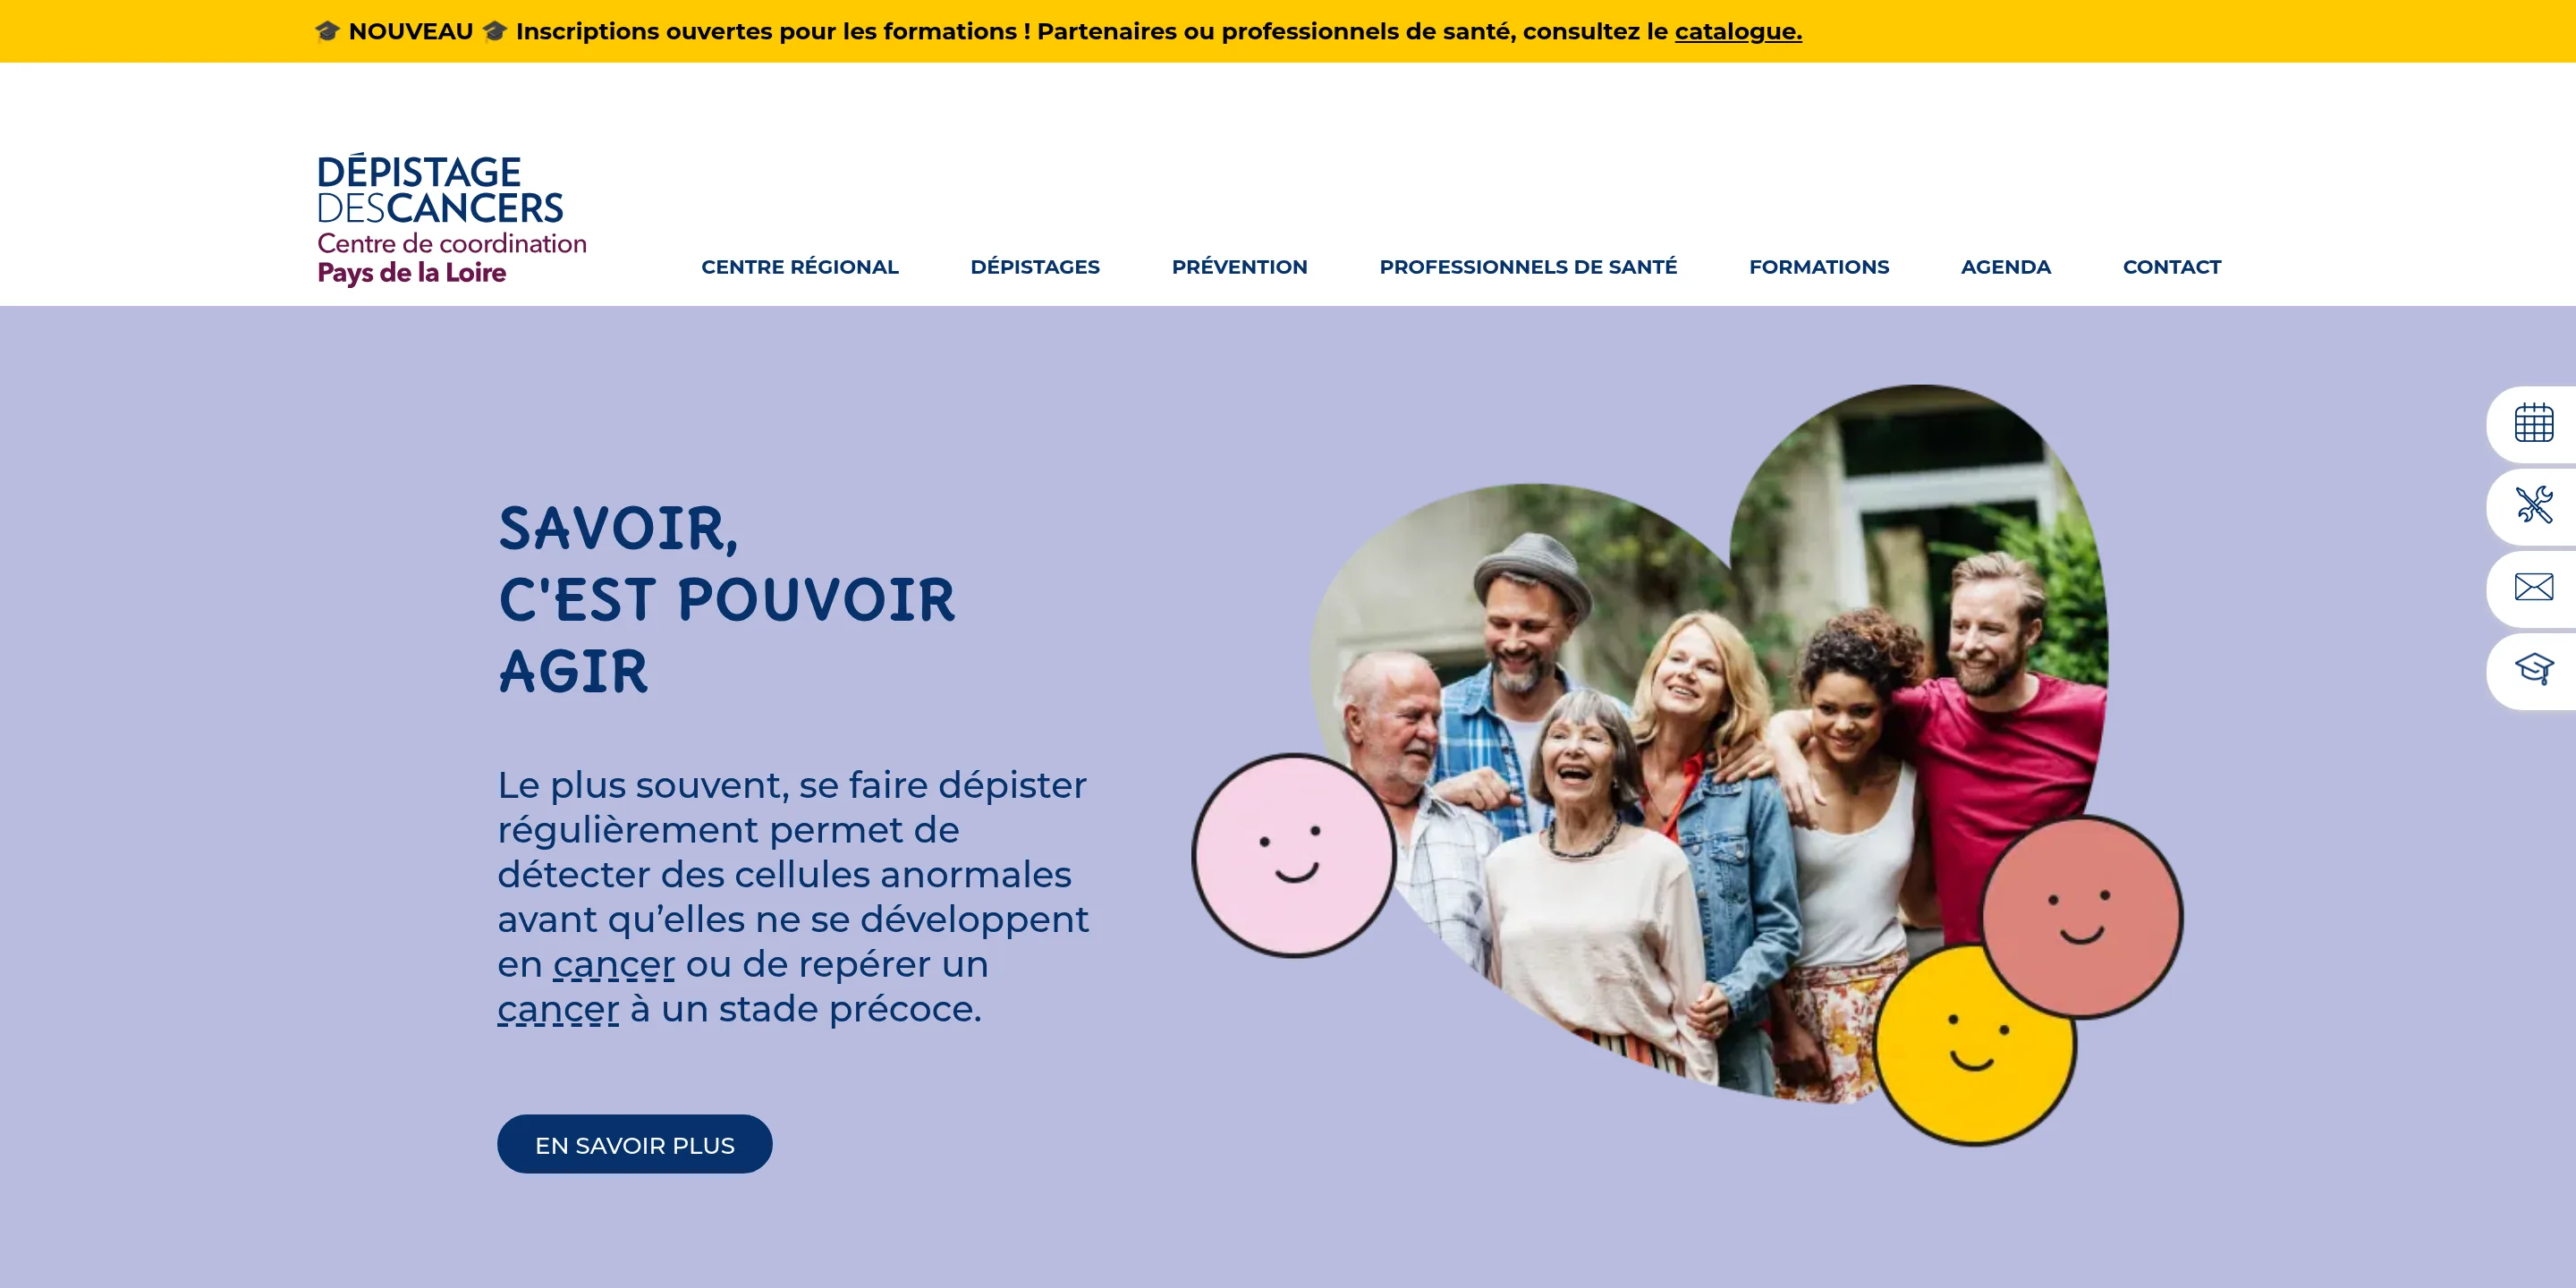 🎓 NOUVEAU 🎓 Inscriptions ouvertes pour les formations ! Partenaires ou professionnels de santé, consultez le catalogue.
DÉPISTAGE
DESCANCERS
Centre de coordination
Pays de la Loire
CENTRE RÉGIONAL
DÉPISTAGES
PRÉVENTION
PROFESSIONNELS DE SANTÉ
FORMATIONS
AGENDA
CONTACT
SAVOIR,
C'EST POUVOIR
AGIR
Le plus souvent, se faire dépister
régulièrement permet de
détecter des cellules anormales
avant qu’elles ne se développent
en cancer ou de repérer un
cancer à un stade précoce.
EN SAVOIR PLUS